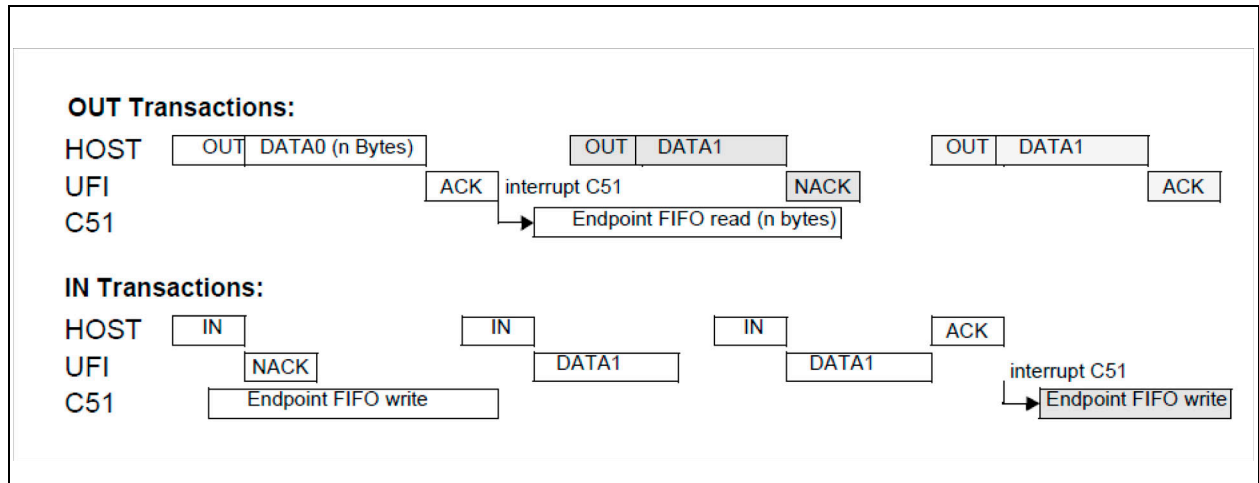 OUT Transactions:
HOST OUT DATA0 (n Bytes) OUT DATA1 OUT DATA1
UFI ACK interrupt C51 NACK ACK
C51 Endpoint FIFO read (n bytes)
IN Transactions:
HOST IN IN IN ACK
UFI NACK DATA1 DATA1 interrupt C51
C51 Endpoint FIFO write Endpoint FIFO write